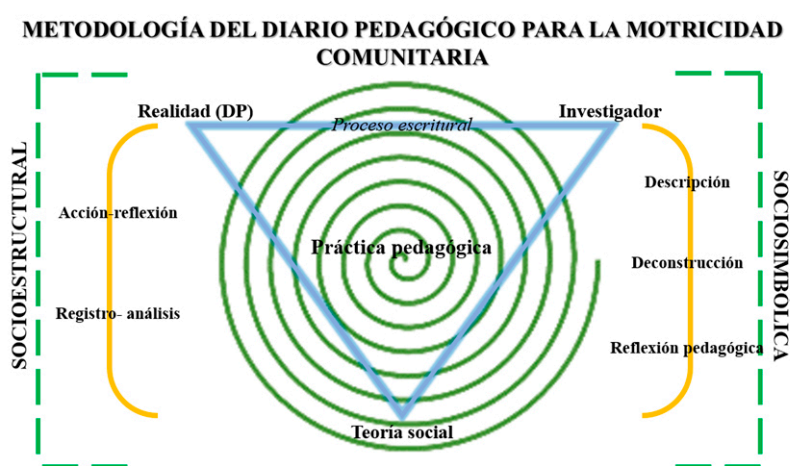 METODOLOGÍA DEL DIARIO PEDAGÓGICO PARA LA MOTRICIDAD
COMUNITARIA
Realidad (DP)
Investigador
Proceso escritural
SOCIOESTRUCTURAL
Acción-reflexión
Registro- análisis
Práctica pedagógica
Descripción
Deconstrucción
Reflexión pedagógica
SOCIOSIMBOLICA
Teoría social